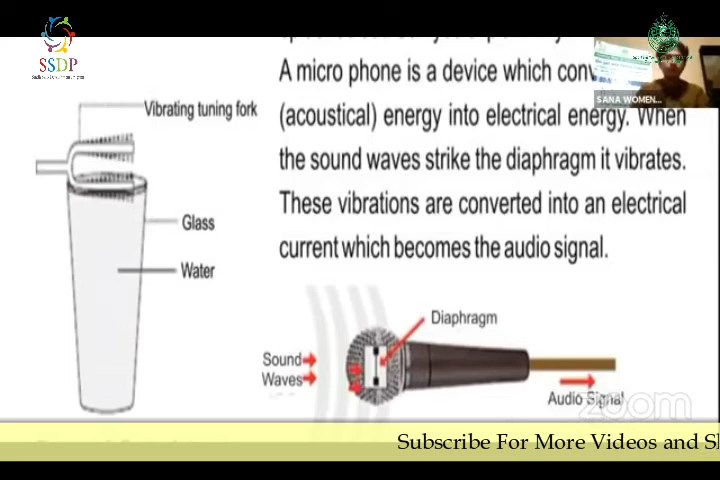 SSDP
A micro phone is a device which conv
SANA WOMEN...
(acoustical) energy into electrical energy. When
the sound waves strike the diaphragm it vibrates.
These vibrations are converted into an electrical
current which becomes the audio signal.
Vibrating tuning fork
Glass
Water
Diaphragm
Sound
Waves
Audio Signal
zoom
Subscribe For More Videos and Sh